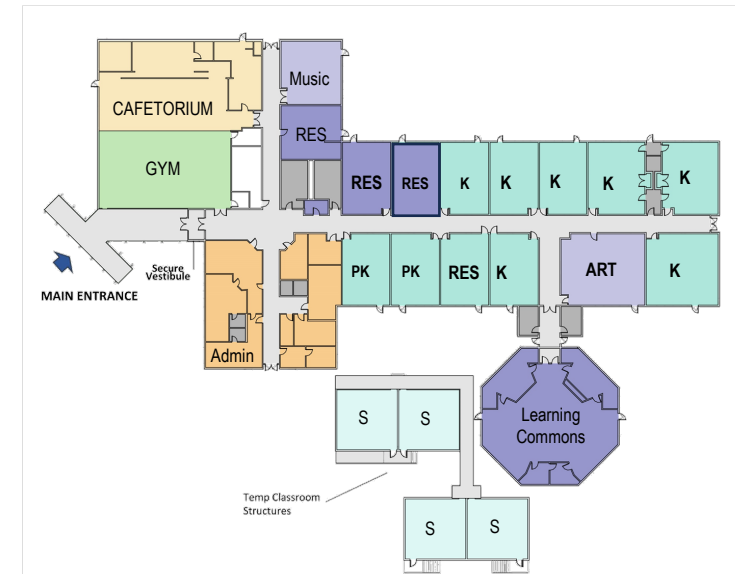 Music
CAFETORIUM
RES
GYM
RES
RES
K
K
K
K
K
Secure
Vestibule
MAIN ENTRANCE
PK
PK
RES
K
ART
K
Admin
S
S
Learning
Commons
Temp Classroom
Structures
S
S